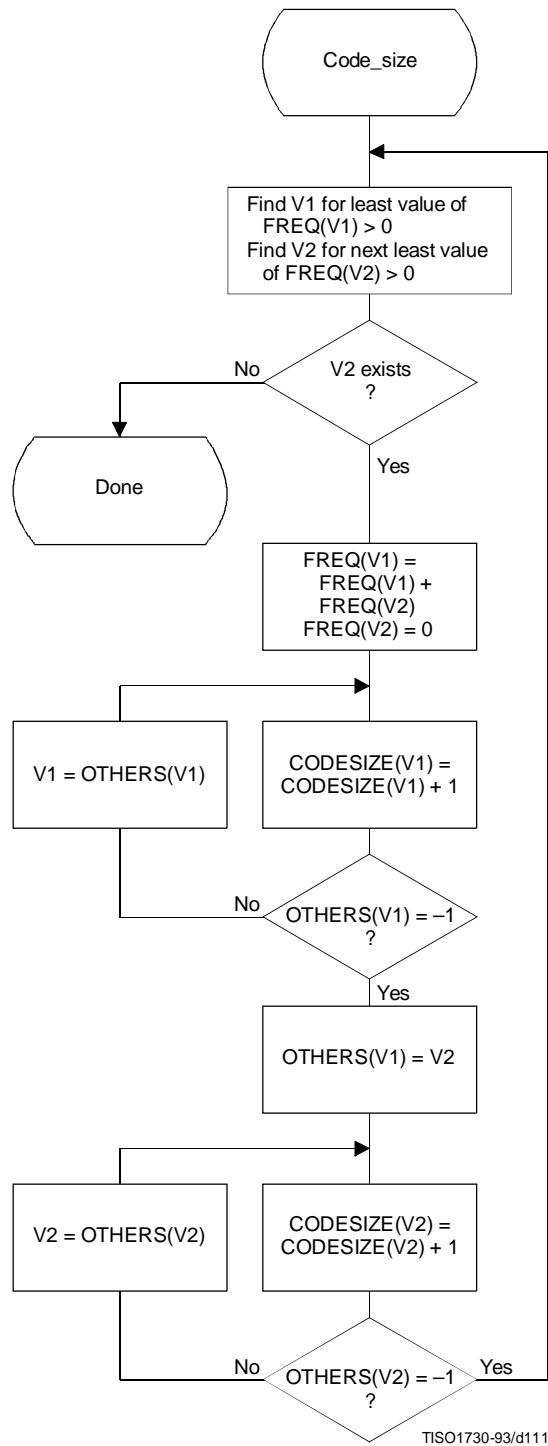 Code_size
Find V1 for least value of
FREQ(V1) > 0
Find V2 for next least value
of FREQ(V2) > 0
No
V2 exists
?
Done
Yes
FREQ(V1) =
FREQ(V1) +
FREQ(V2)
FREQ(V2) = 0
V1 = OTHERS(V1)
CODESIZE(V1) =
CODESIZE(V1) + 1
No
OTHERS(V1) = –1
?
Yes
OTHERS(V1) = V2
V2 = OTHERS(V2)
CODESIZE(V2) =
CODESIZE(V2) + 1
No
OTHERS(V2) = –1
?
Yes
TISO1730-93/d111